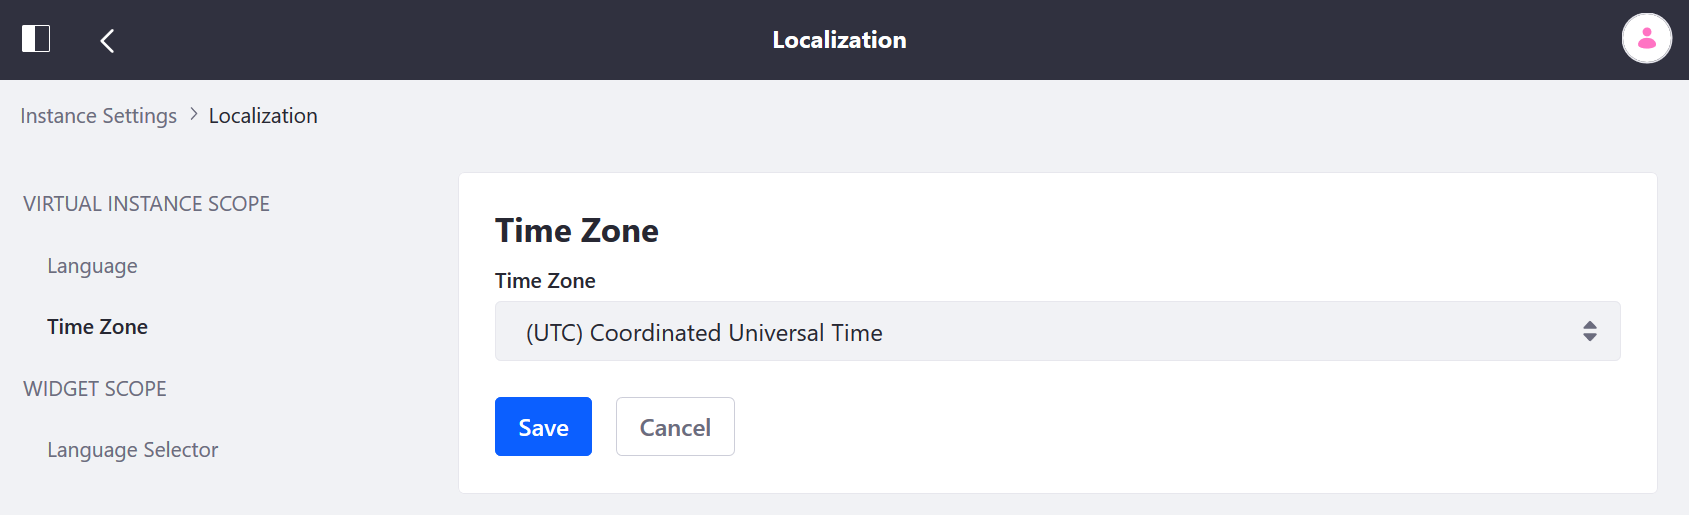 Localization
Instance Settings > Localization
VIRTUAL INSTANCE SCOPE
Language
Time Zone
WIDGET SCOPE
Language Selector
Time Zone
Time Zone
(UTC) Coordinated Universal Time
Save Cancel